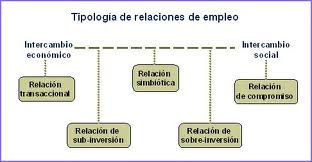 Tipología de relaciones de empleo
Intercambio
económico
Intercambio
social
Relación
transaccional
Relación
simbiótica
Relación
de compromiso
Relación de
sub-inversión
Relación de
sobre-inversión